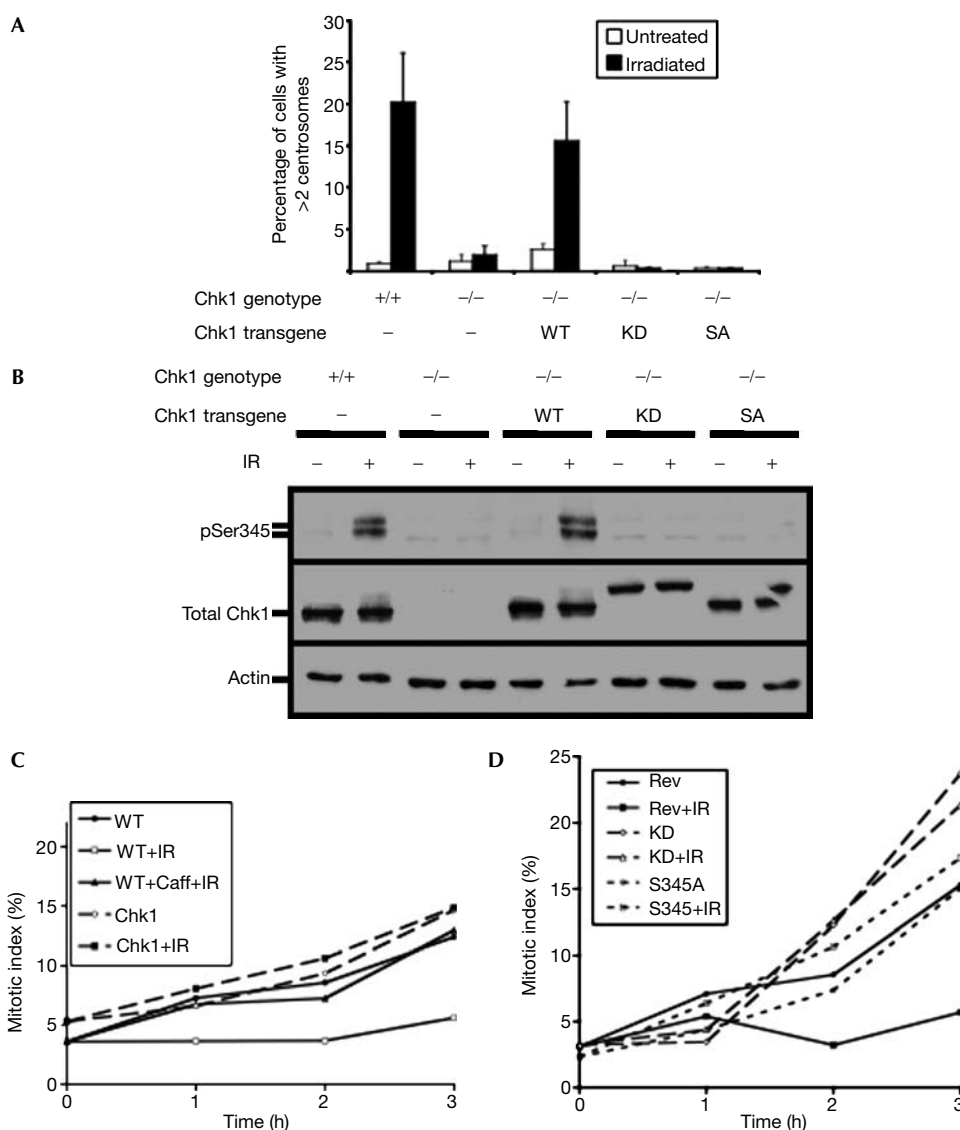 A
30
25
20
15
10
5
Percentage of cells with
>2 centrosomes
Untreated
Irradiated
Chk1 genotype +/+ −/− −/− −/− −/−
Chk1 transgene − − WT KD SA
B
Chk1 genotype +/+ −/− −/− −/− −/−
Chk1 transgene − − WT KD SA
IR − + − + − + − + − +
pSer345
Total Chk1
Actin
C
20
15
10
5
0
Mitotic index (%)
WT
WT+IR
WT+Caff+IR
Chk1
Chk1+IR
0 1 2 3
Time (h)
D
25
20
15
10
5
0
Mitotic index (%)
Rev
Rev+IR
KD
KD+IR
S345A
S345+IR
0 1 2 3
Time (h)